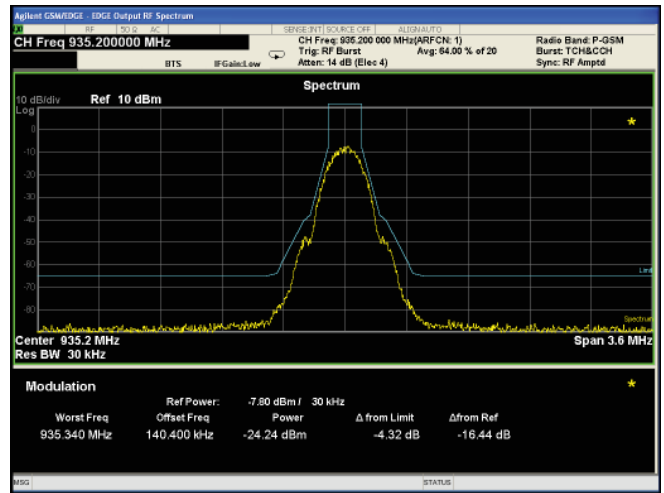 Agilent GSM/EDGE - EDGE Output RF Spectrum
RF 50 Ω AC SENSE:INT SOURCE OFF ALIGNAUTO
CH Freq 935.200000 MHz CH Freq: 935.200 000 MHz(ARFCN: 1) Radio Band: P-GSM
Trig: RF Burst Avg: 64.00 % of 20 Burst: TCH&CCH
BTS IFGain:Low Atten: 14 dB (Elec 4) Sync: RF Amptd
Spectrum
10 dB/div Ref 10 dBm
Log
0
-10
-20
-30
-40
-50
-60
Limit
-70
-80
Spectrum
Center 935.2 MHz Span 3.6 MHz
Res BW 30 kHz
Modulation
Ref Power: -7.80 dBm / 30 kHz
Worst Freq Offset Freq Power Δ from Limit Δfrom Ref
935.340 MHz 140.400 kHz -24.24 dBm -4.32 dB -16.44 dB
MSG STATUS